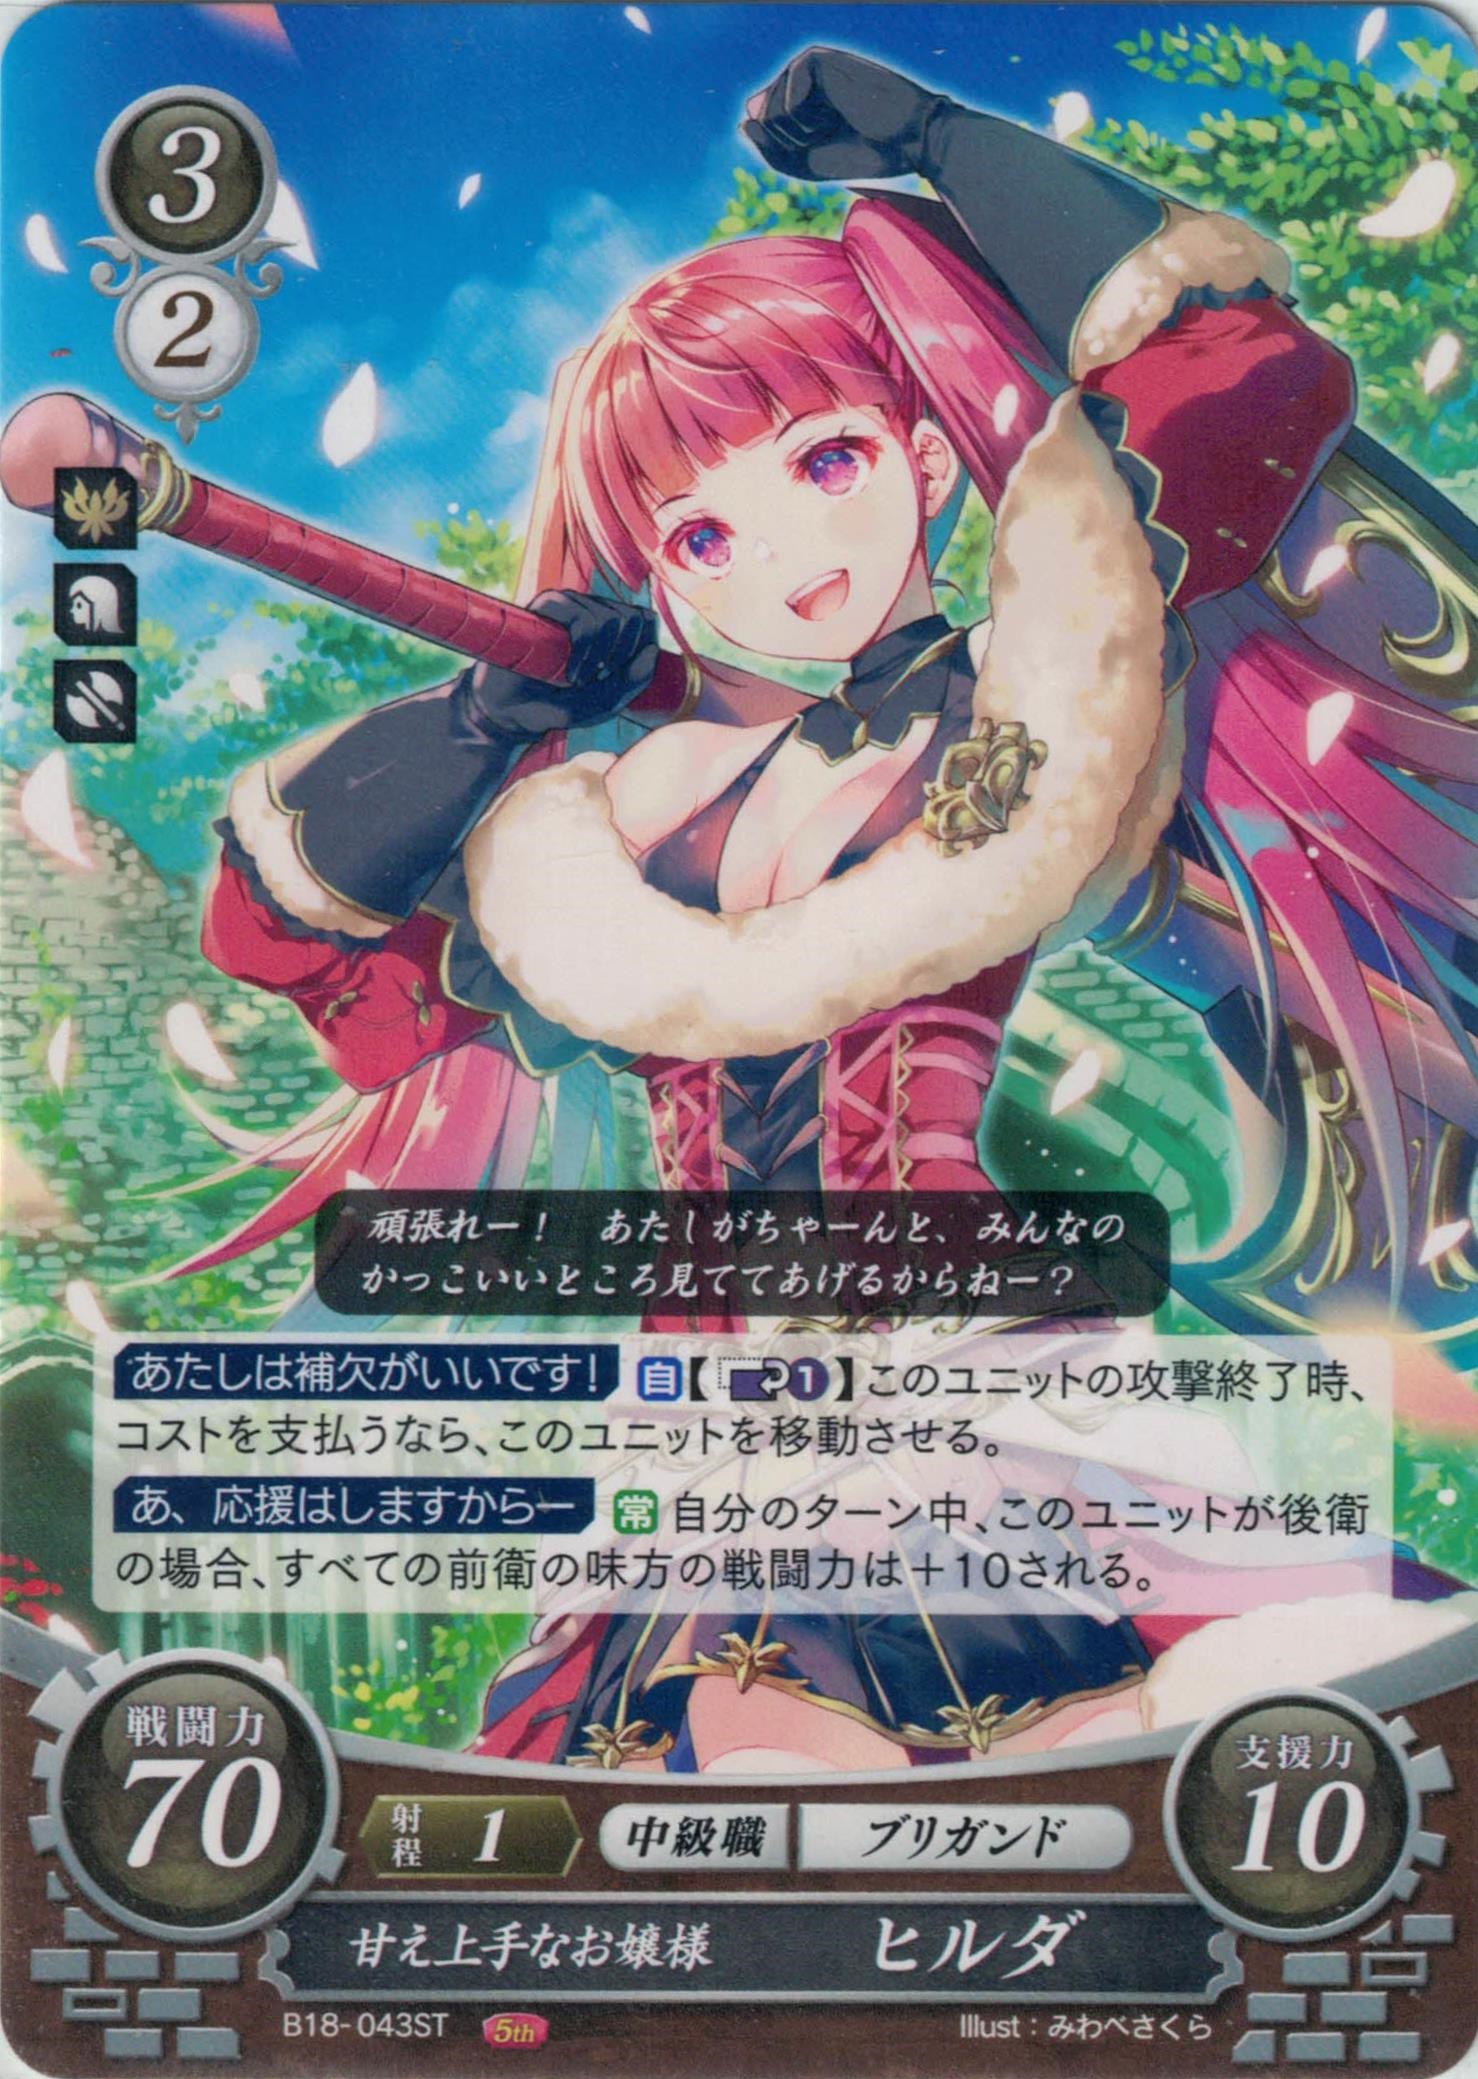 3
2
頑張れー！　あたしがちゃーんと、みんなの
かっこいいところ見ててあげるからねー？
あたしは補欠がいいです！ 自【1】このユニットの攻撃終了時、
コストを支払うなら、このユニットを移動させる。
あ、応援はしますからー 常 自分のターン中、このユニットが後衛
の場合、すべての前衛の味方の戦闘力は＋10される。
戦闘力
70
射程 1
中級職 ブリガンド
支援力
10
甘え上手なお嬢様 ヒルダ
B18-043ST 5th
Illust：みわべさくら